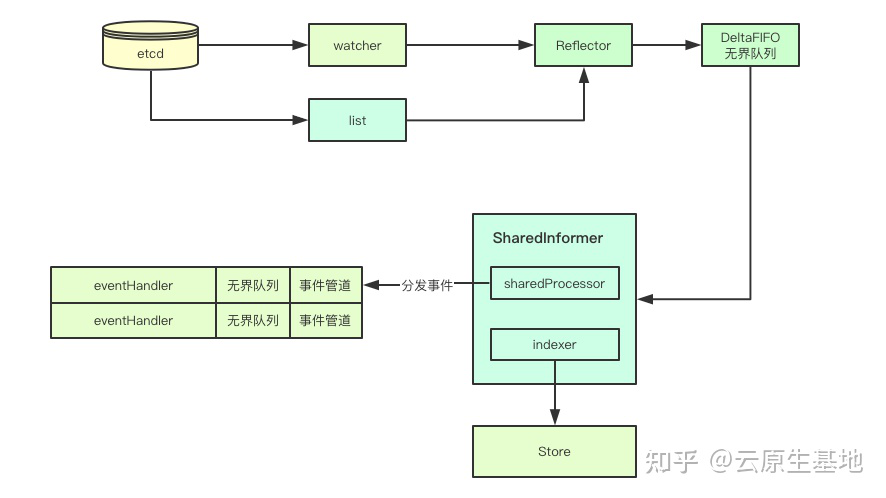 etcd
watcher
Reflector
DeltaFIFO
无界队列
list
SharedInformer
sharedProcessor
分发事件
eventHandler 无界队列 事件管道
eventHandler 无界队列 事件管道
indexer
Store
知乎 @云原生基地